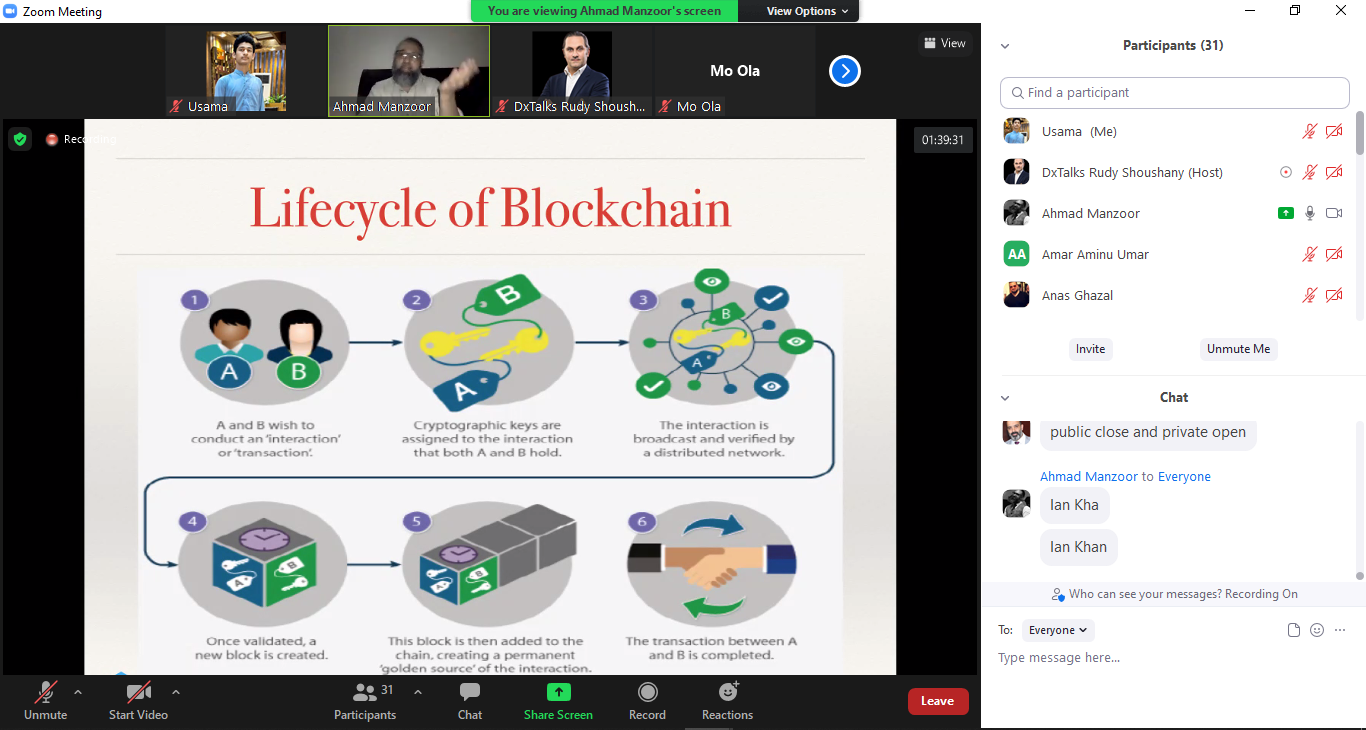 Zoom Meeting
You are viewing Ahmad Manzoor's screen
View Options
Usama
Ahmad Manzoor
DxTalks Rudy Shoush...
Mo Ola
Mo Ola
View
Recording
01:39:31
Lifecycle of Blockchain
1
A
B
A and B wish to
conduct an 'interaction'
or 'transaction'.
2
B
A
Cryptographic keys are
assigned to the interaction
that both A and B hold.
3
B
A
The interaction is
broadcast and verified by
a distributed network.
4
A
B
Once validated, a
new block is created.
5
A
B
This block is then added to the
chain, creating a permanent
'golden source' of the interaction.
6
The transaction between A
and B is completed.
Unmute
Start Video
31
Participants
Chat
Share Screen
Record
Reactions
Leave
Participants (31)
Find a participant
Usama (Me)
DxTalks Rudy Shoushany (Host)
Ahmad Manzoor
AA
Amar Aminu Umar
Anas Ghazal
Invite
Unmute Me
Chat
public close and private open
Ahmad Manzoor to Everyone
Ian Kha
Ian Khan
Who can see your messages? Recording On
To: Everyone
Type message here...